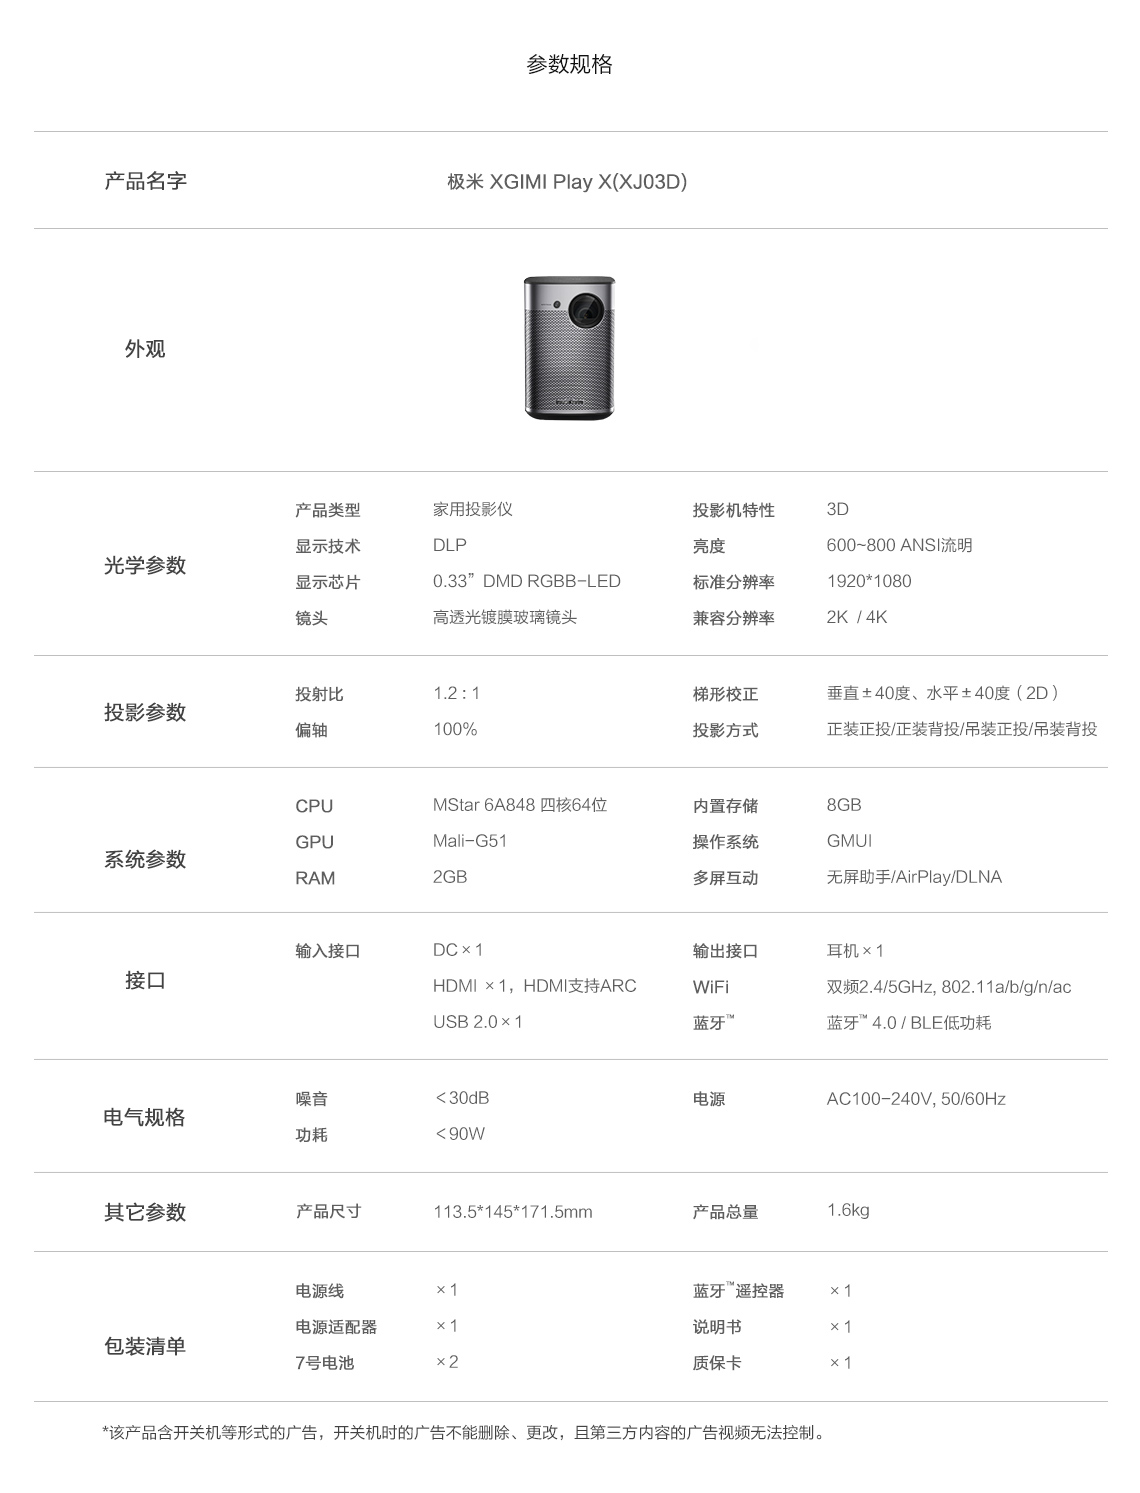 参数规格
产品名字 极米 XGIMI Play X(XJ03D)
外观
光学参数
产品类型 家用投影仪 投影机特性 3D
显示技术 DLP 亮度 600~800 ANSI流明
显示芯片 0.33” DMD RGBB-LED 标准分辨率 1920*1080
镜头 高透光镀膜玻璃镜头 兼容分辨率 2K / 4K
投影参数
投射比 1.2 : 1 梯形校正 垂直±40度、水平±40度（2D）
偏轴 100% 投影方式 正装正投/正装背投/吊装正投/吊装背投
系统参数
CPU MStar 6A848 四核64位 内置存储 8GB
GPU Mali-G51 操作系统 GMUI
RAM 2GB 多屏互动 无屏助手/AirPlay/DLNA
接口
输入接口 DC×1 输出接口 耳机×1
HDMI ×1，HDMI支持ARC WiFi 双频2.4/5GHz, 802.11a/b/g/n/ac
USB 2.0×1 蓝牙™ 蓝牙™ 4.0 / BLE低功耗
电气规格
噪音 <30dB 电源 AC100-240V, 50/60Hz
功耗 <90W
其它参数 产品尺寸 113.5*145*171.5mm 产品总量 1.6kg
包装清单
电源线 ×1 蓝牙™遥控器 ×1
电源适配器 ×1 说明书 ×1
7号电池 ×2 质保卡 ×1
*该产品含开关机等形式的广告，开关机时的广告不能删除、更改，且第三方内容的广告视频无法控制。